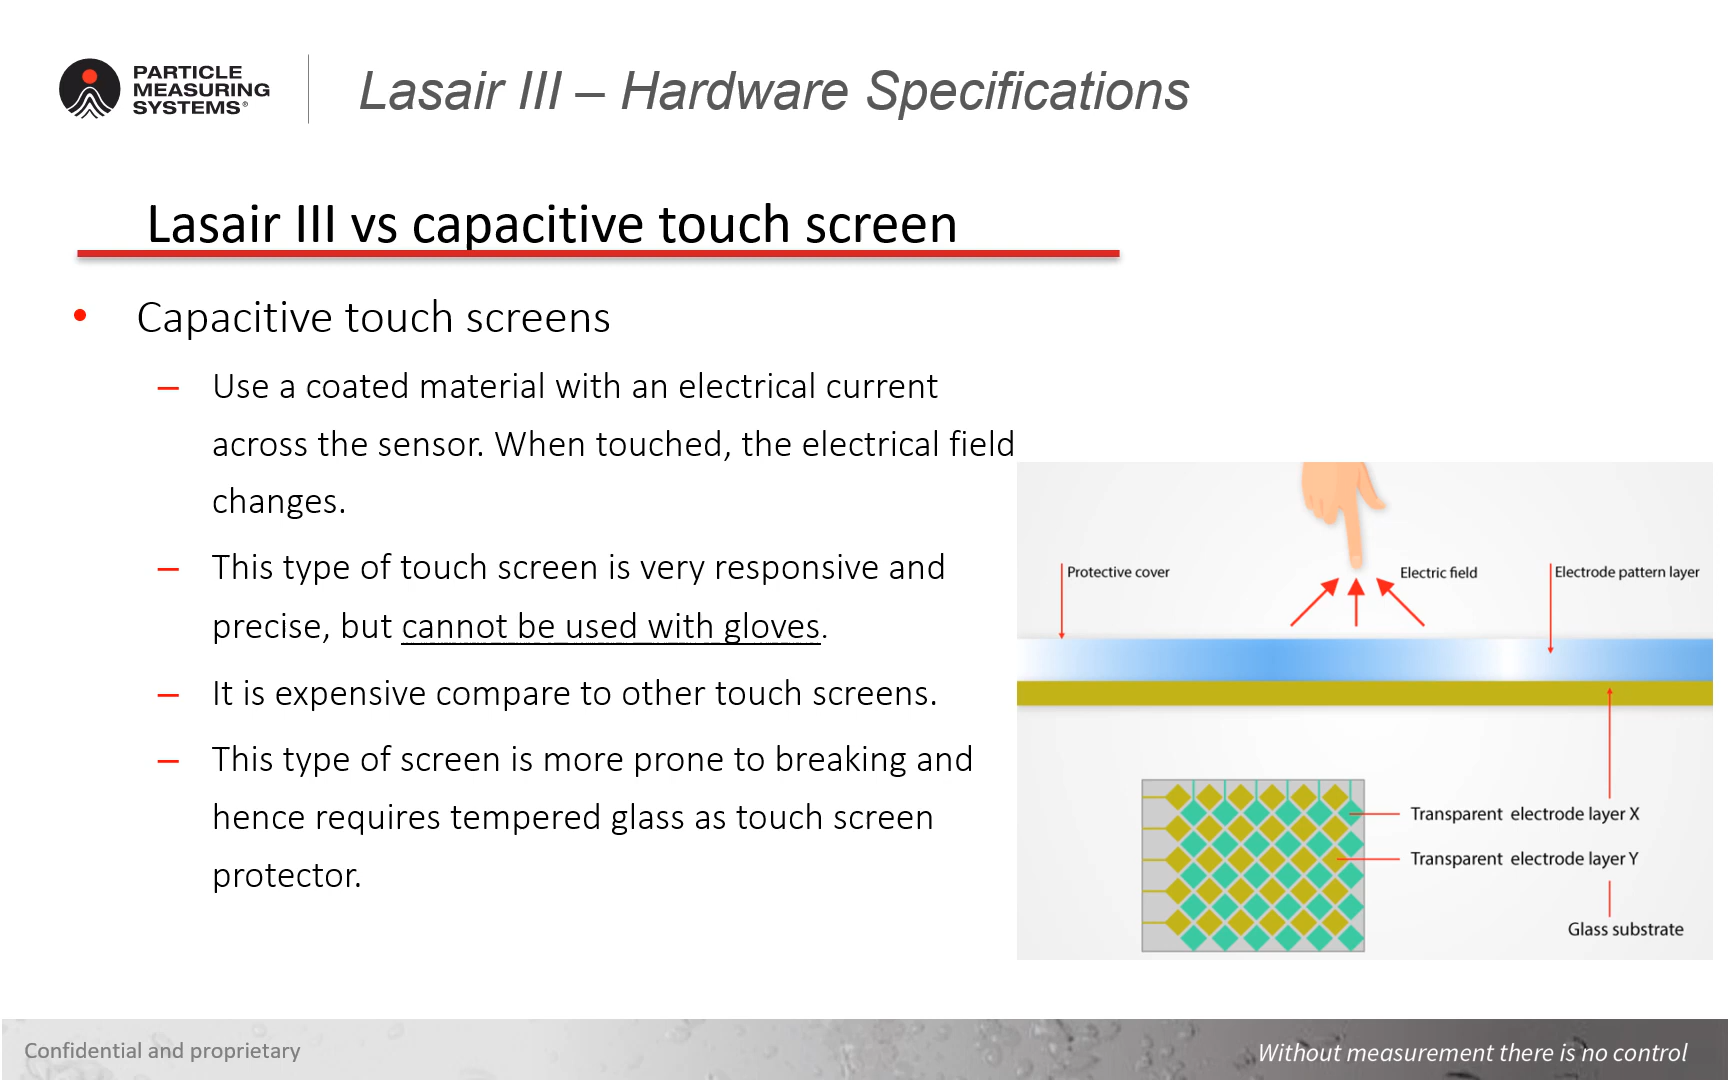 PARTICLE
MEASURING
SYSTEMS®
Lasair III – Hardware Specifications
Lasair III vs capacitive touch screen
• Capacitive touch screens
– Use a coated material with an electrical current
across the sensor. When touched, the electrical field
changes.
– This type of touch screen is very responsive and
precise, but cannot be used with gloves.
– It is expensive compare to other touch screens.
– This type of screen is more prone to breaking and
hence requires tempered glass as touch screen
protector.
Protective cover
Electric field
Electrode pattern layer
Transparent electrode layer X
Transparent electrode layer Y
Glass substrate
Confidential and proprietary
Without measurement there is no control